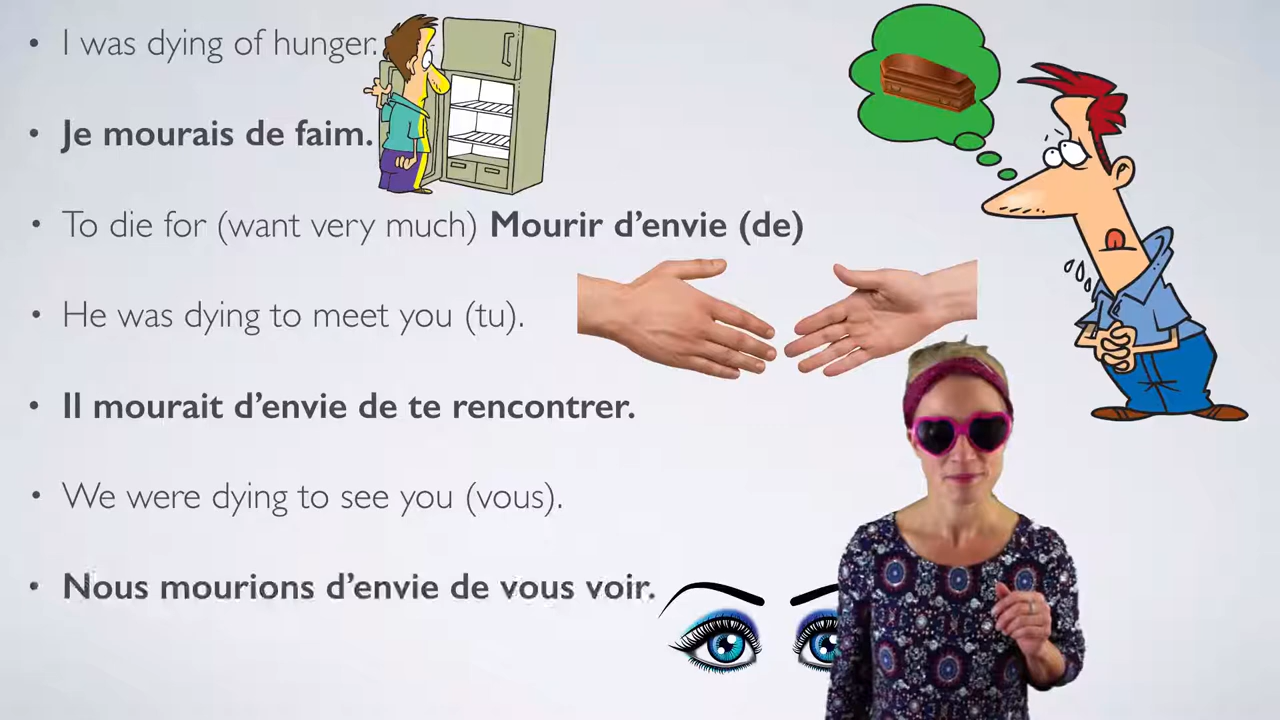 • I was dying of hunger.
• Je mourais de faim.
• To die for (want very much) Mourir d’envie (de)
• He was dying to meet you (tu).
• Il mourait d’envie de te rencontrer.
• We were dying to see you (vous).
• Nous mourions d’envie de vous voir.